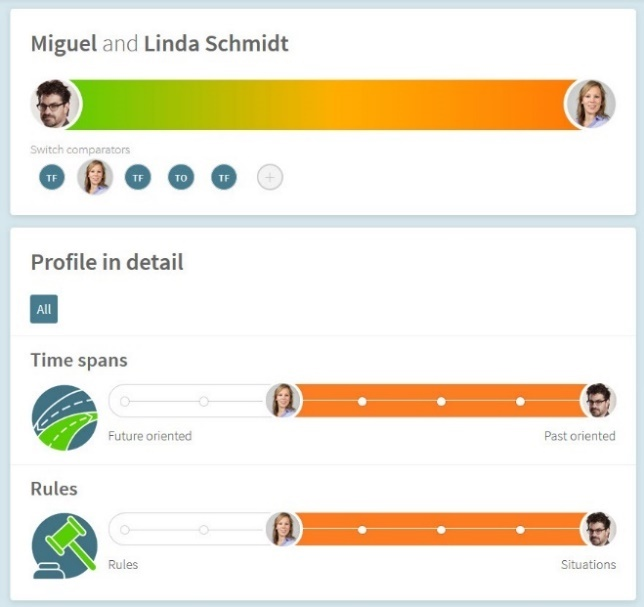 Miguel and Linda Schmidt
Switch comparators
TF TF TO TF
Profile in detail
All
Time spans
Future oriented Past oriented
Rules
Rules Situations